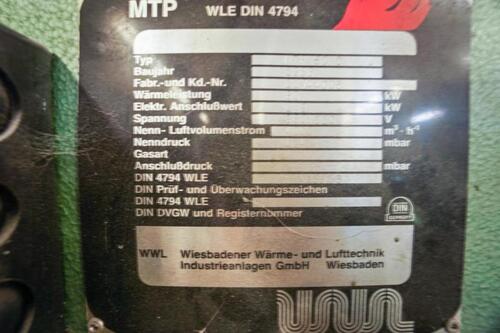 MTP WLE DIN 4794
Typ
Baujahr
Fabr.-und Kd.-Nr.
Wärmeleistung kW
Elektr. Anschlußwert kW
Spannung V
Nenn- Luftvolumenstrom m³·h⁻¹
Nenndruck mbar
Gasart
Anschlußdruck mbar
DIN 4794 WLE
DIN Prüf- und Überwachungszeichen
DIN 4794 WLE
DIN DVGW und Registernummer
DIN
GEPRÜFT
WWL Wiesbadener Wärme- und Lufttechnik
Industrieanlagen GmbH Wiesbaden